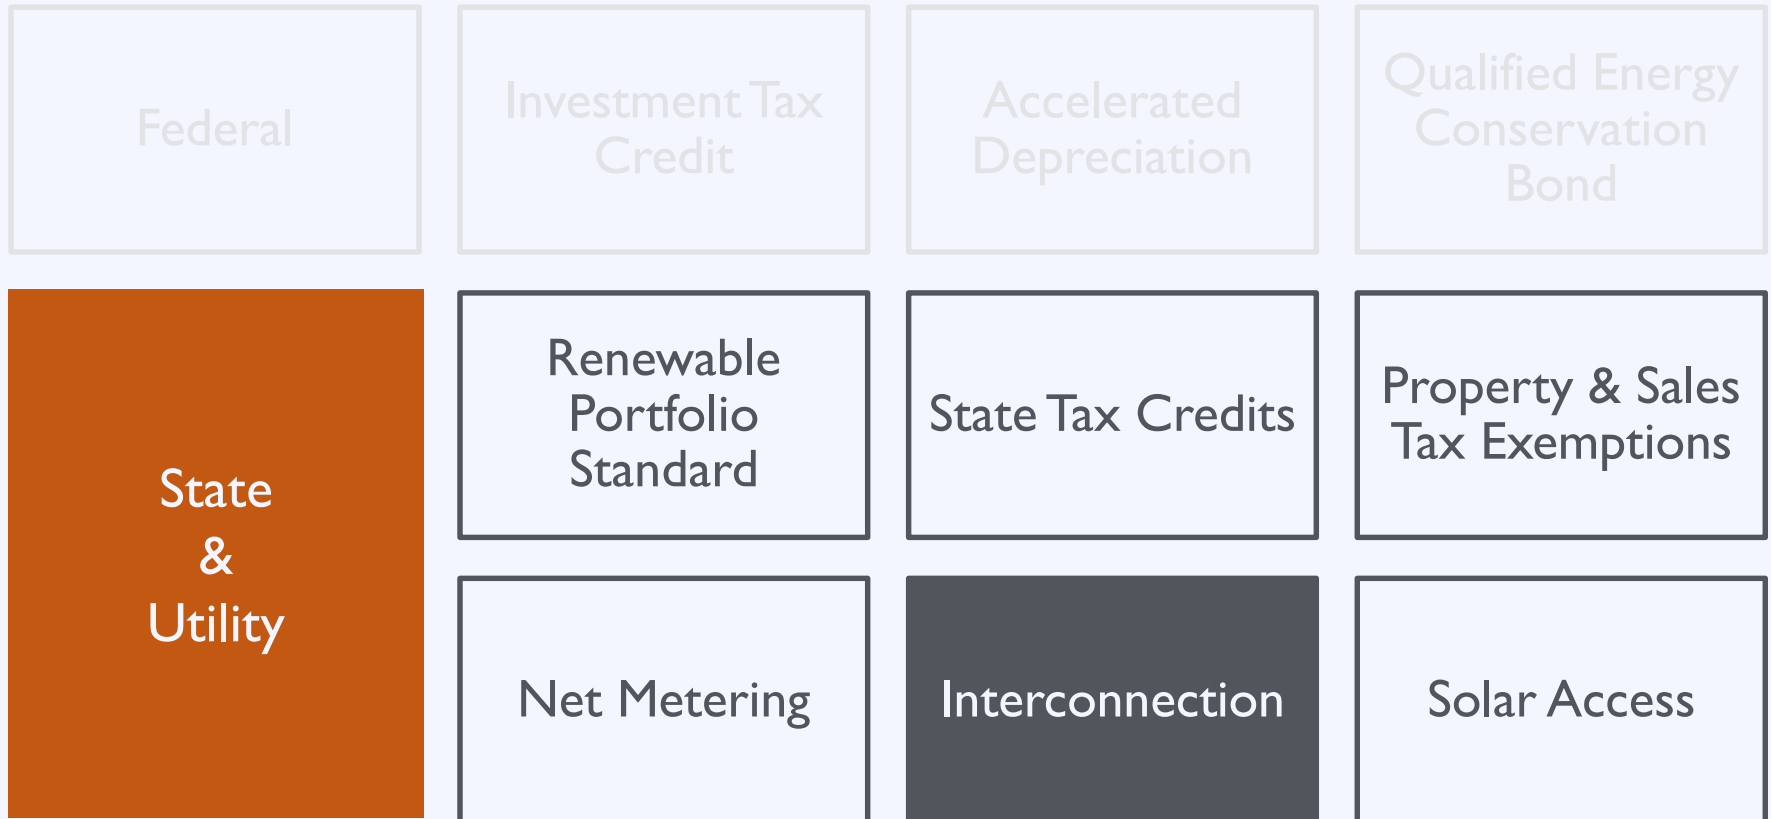 Federal
Investment Tax
Credit
Accelerated
Depreciation
Qualified Energy
Conservation
Bond
State
&
Utility
Renewable
Portfolio
Standard
State Tax Credits
Property & Sales
Tax Exemptions
Net Metering
Interconnection
Solar Access